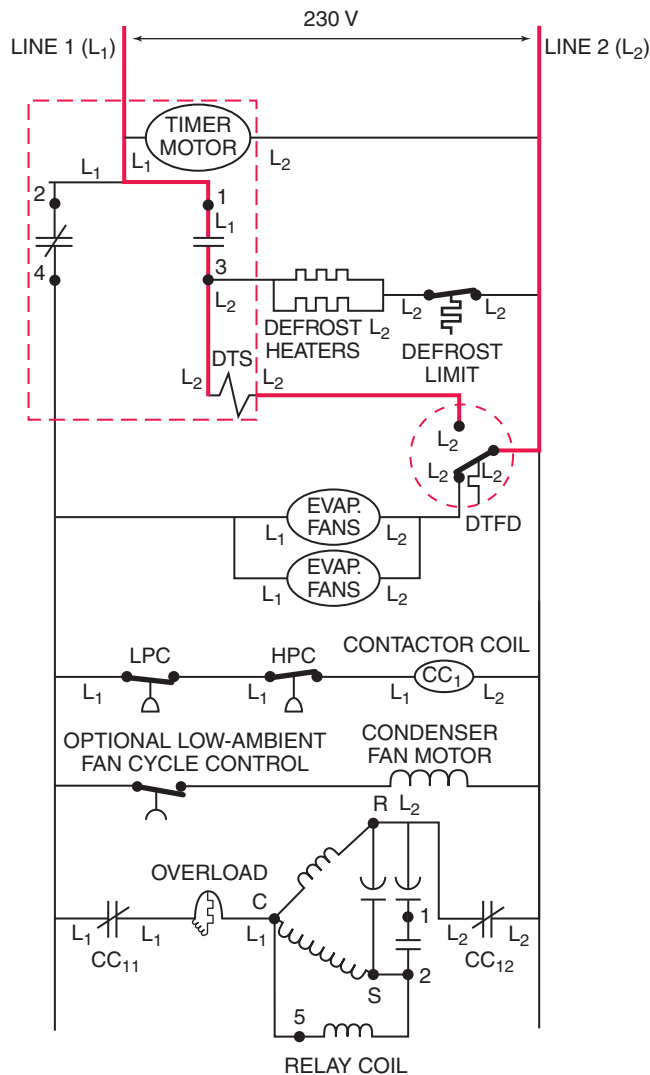 230 V
LINE 1 (L₁)
LINE 2 (L₂)
TIMER
MOTOR
L₁
L₁
L₂
2
1
L₁
4
3
L₂
DEFROST
HEATERS
L₂
L₂
L₂
DEFROST
LIMIT
DTS
L₂
L₂
L₂
L₂
L₂
DTFD
EVAP.
FANS
L₁
L₂
EVAP.
FANS
L₁
L₂
LPC
HPC
CONTACTOR COIL
L₁
L₁
L₁
CC₁
L₂
OPTIONAL LOW-AMBIENT
FAN CYCLE CONTROL
CONDENSER
FAN MOTOR
R
L₂
OVERLOAD
C
L₁
L₁
L₁
CC₁₁
1
L₂
L₂
CC₁₂
S
2
5
RELAY COIL